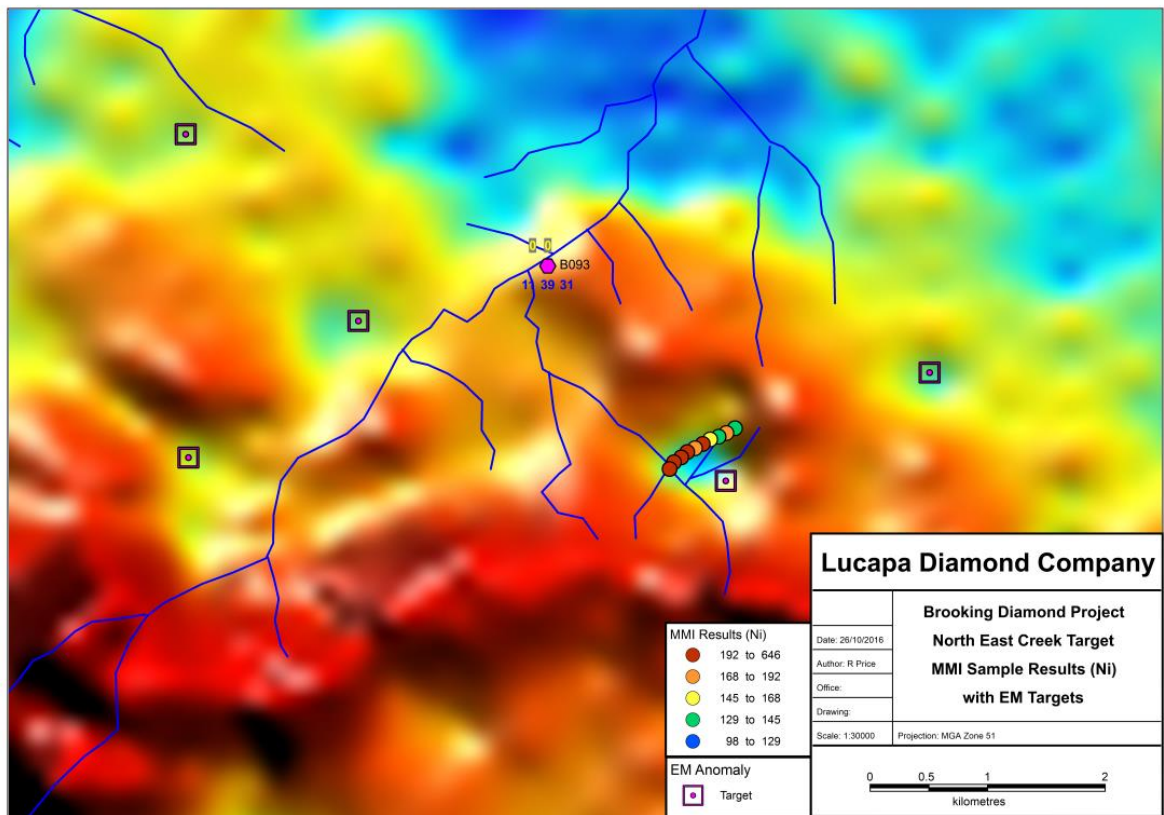 0 0
B093
11 39 31
Lucapa Diamond Company
Brooking Diamond Project
North East Creek Target
MMI Sample Results (Ni)
with EM Targets
Date: 26/10/2016
Author: R Price
Office:
Drawing:
Scale: 1:30000
Projection: MGA Zone 51
0 0.5 1 2
kilometres
MMI Results (Ni)
192 to 646
168 to 192
145 to 168
129 to 145
98 to 129
EM Anomaly
Target